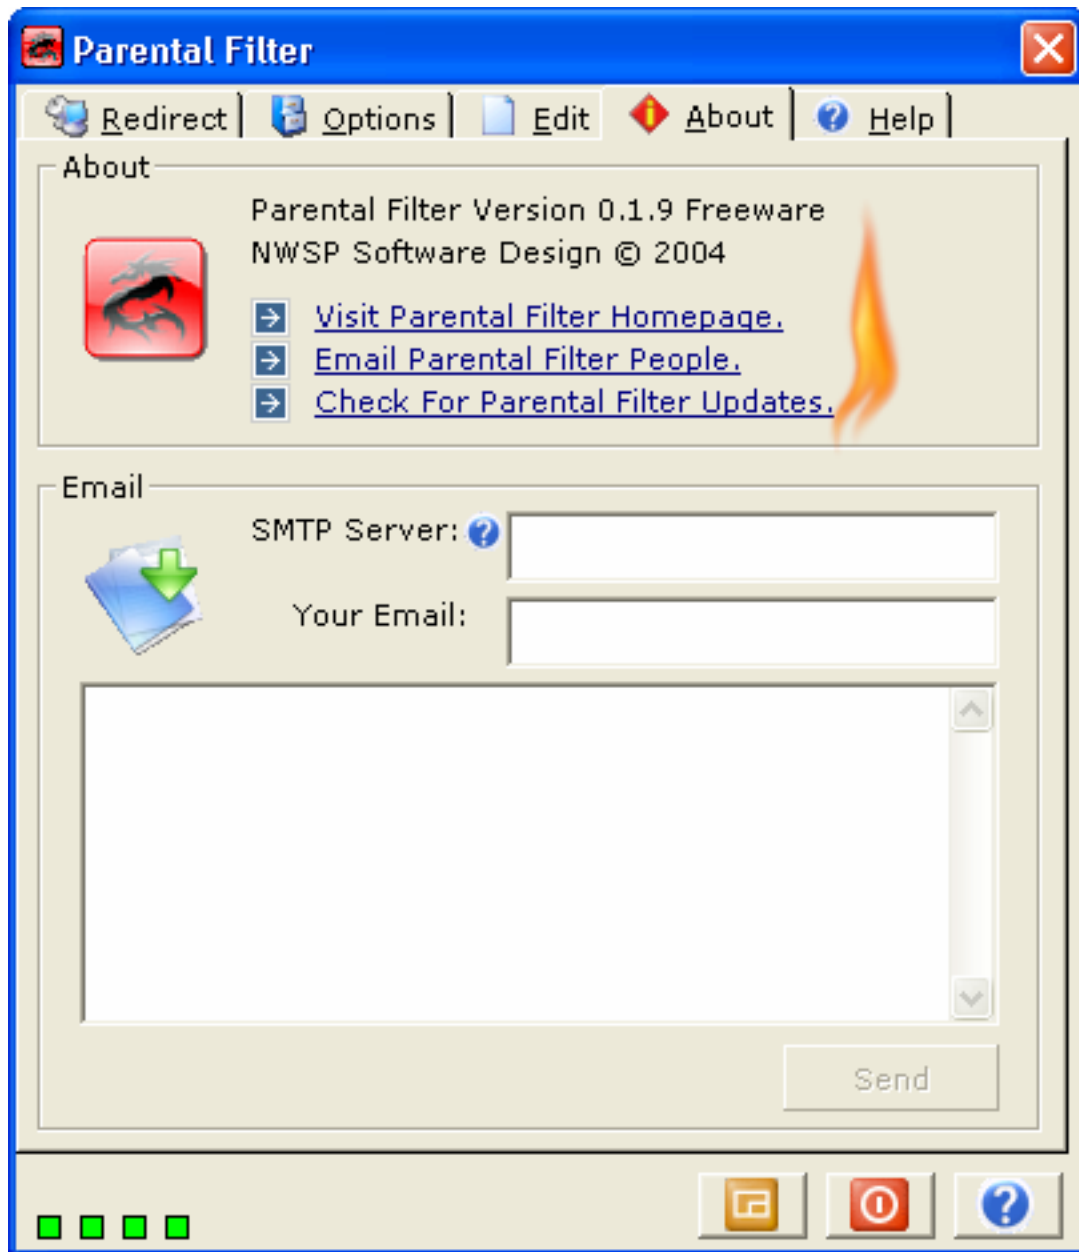 Parental Filter
Redirect Options Edit About Help
About
Parental Filter Version 0.1.9 Freeware
NWSP Software Design © 2004
Visit Parental Filter Homepage.
Email Parental Filter People.
Check For Parental Filter Updates.
Email
SMTP Server:
Your Email:
Send